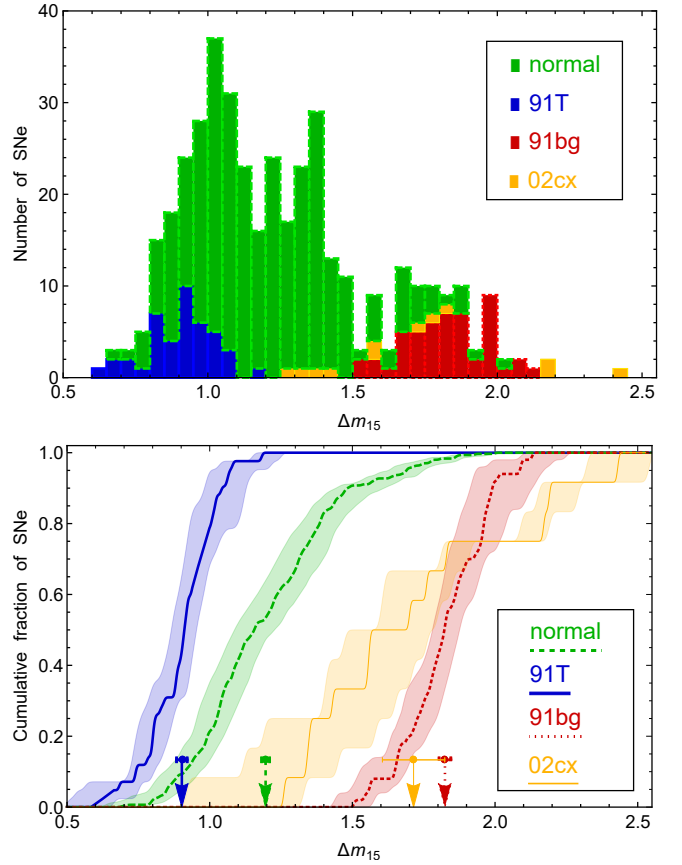 40
30
20
10
0
Number of SNe
normal
91T
91bg
02cx
0.5 1.0 1.5 2.0 2.5
Δm15
1.0
0.8
0.6
0.4
0.2
0.0
Cumulative fraction of SNe
normal
91T
91bg
02cx
0.5 1.0 1.5 2.0 2.5
Δm15